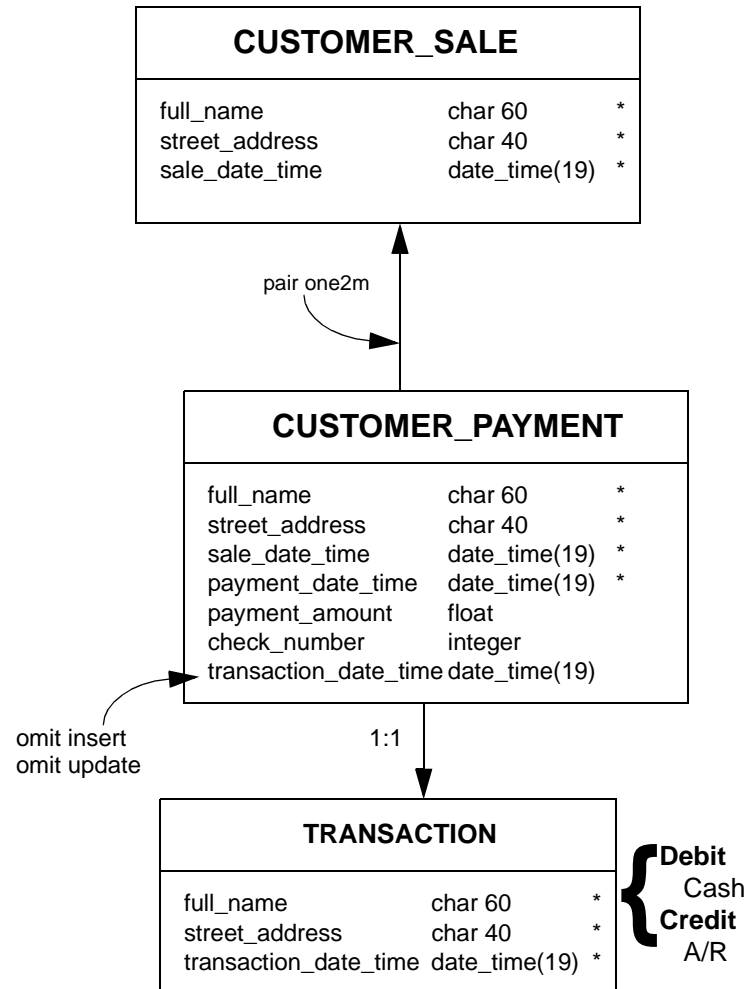 CUSTOMER_SALE
full_name char 60 *
street_address char 40 *
sale_date_time date_time(19) *
pair one2m
CUSTOMER_PAYMENT
full_name char 60 *
street_address char 40 *
sale_date_time date_time(19) *
payment_date_time date_time(19) *
payment_amount float
check_number integer
transaction_date_time date_time(19)
omit insert
omit update
1:1
TRANSACTION
full_name char 60 *
street_address char 40 *
transaction_date_time date_time(19) *
{
Debit
Cash
Credit
A/R